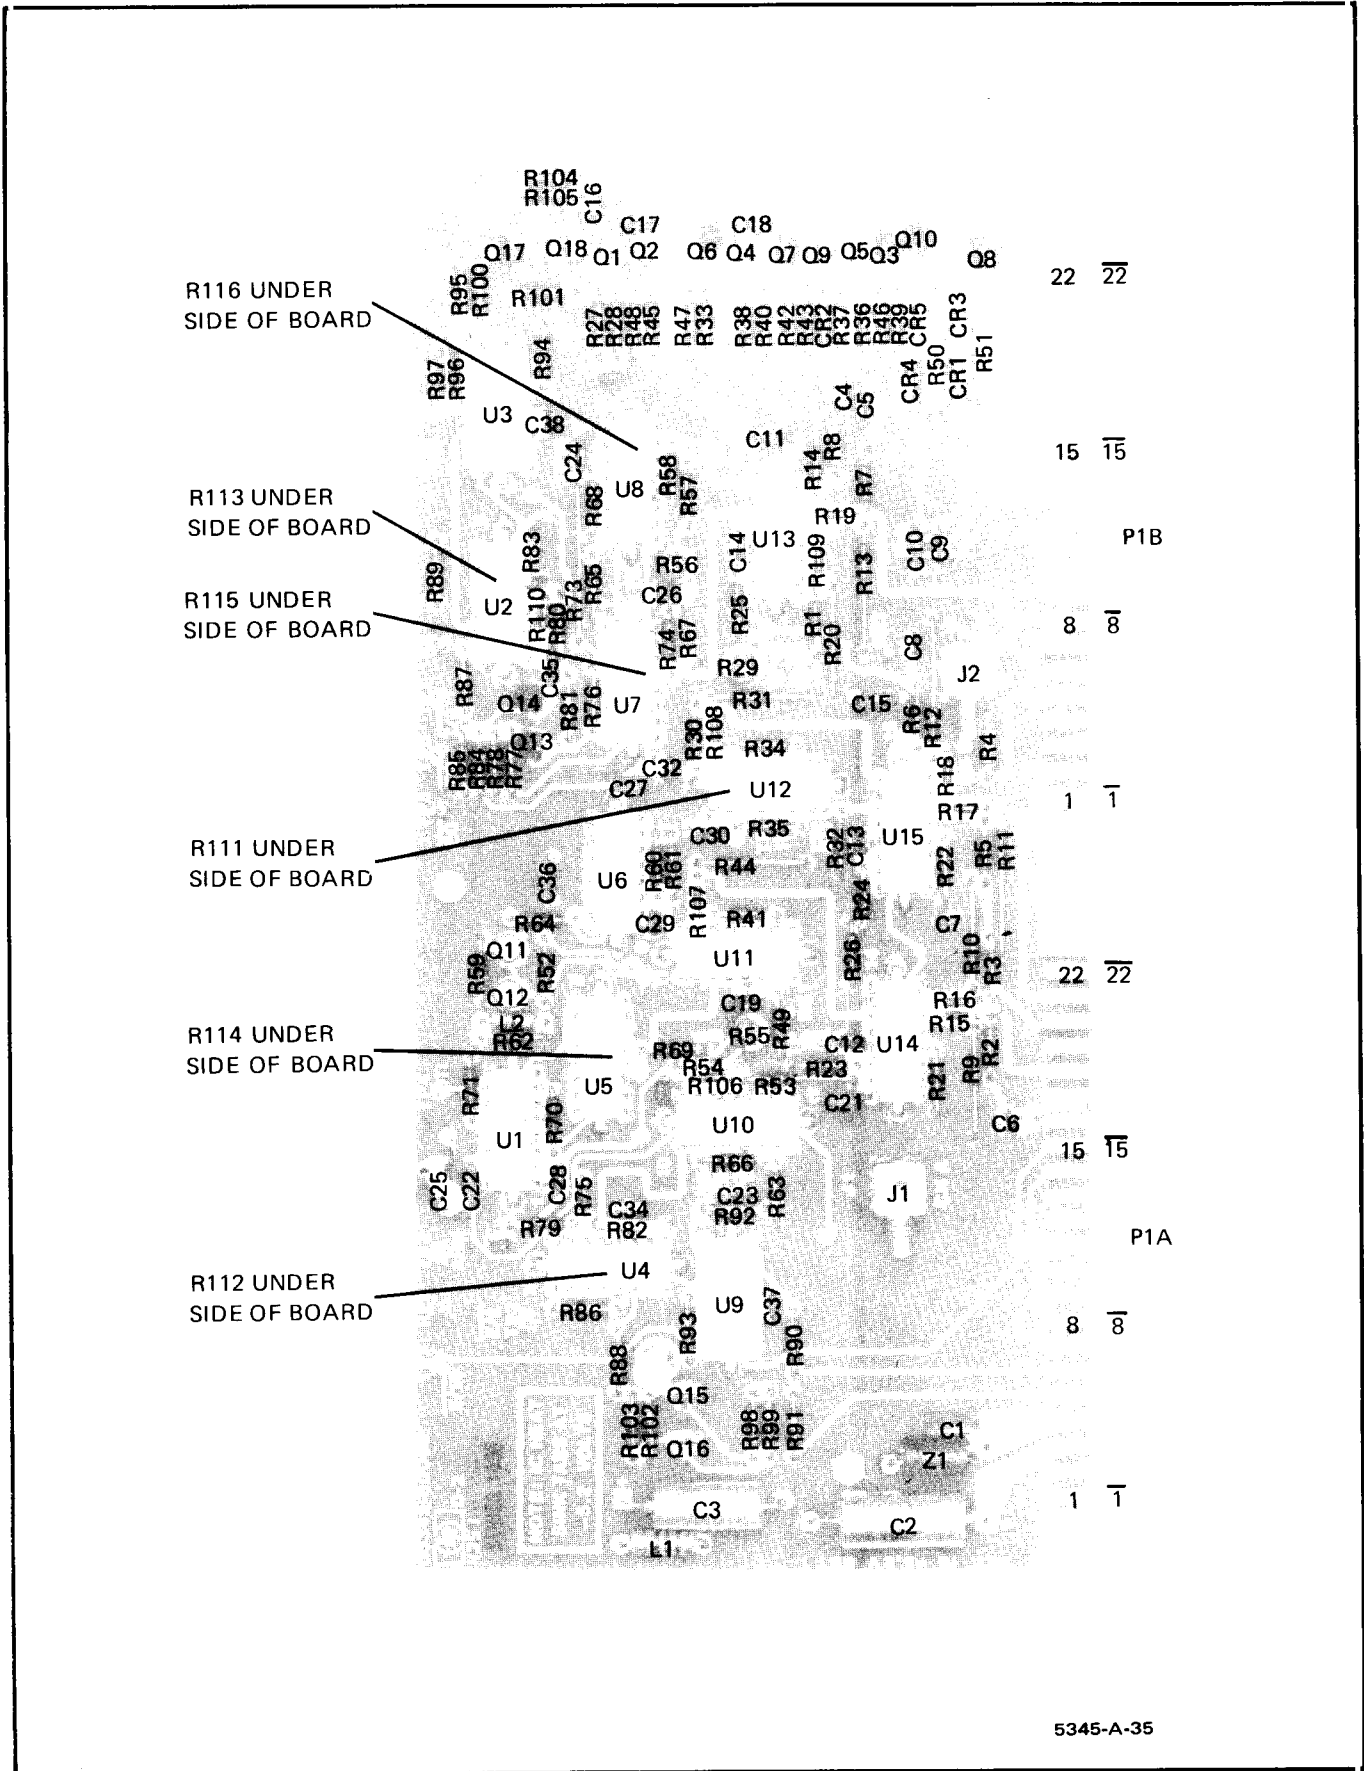 R104
R105
C16
C17
C18
Q17
Q18
Q1
Q2
Q6
Q4
Q7
Q9
Q5
Q3
Q10
Q8
22 2̅2̅
R116 UNDER
SIDE OF BOARD
R95
R100
R101
R27
R28
R48
R45
R47
R33
R38
R40
R42
R43
CR2
R37
R36
R46
R39
CR5
CR3
R97
R96
R94
CR4
R50
CR1
R51
U3
C38
C4
C5
C11
R8
15 1̅5̅
C24
R58
R14
R7
R113 UNDER
SIDE OF BOARD
R68
U8
R57
R19
P1B
R83
C14
U13
R109
C10
C9
R89
R56
R13
R115 UNDER
SIDE OF BOARD
U2
R110
R80
R73
R65
C26
R25
R1
R20
8 8̅
R74
R67
C8
R29
J2
R87
C35
Q14
R81
R76
U7
R31
C15
R6
R12
Q13
R30
R108
R34
R4
R85
R84
R78
R77
C32
C27
U12
R18
1 1̅
R17
R111 UNDER
SIDE OF BOARD
C30
R35
R32
C13
U15
R5
R11
C36
U6
R60
R61
R44
R22
R24
R64
C29
R107
R41
C7
Q11
U11
R26
R10
R3
R59
R52
22 2̅2̅
Q12
C19
R16
L2
R15
R114 UNDER
SIDE OF BOARD
R62
R69
R55
R49
C12
U14
R2
R54
R23
R9
R71
U5
R106
R53
R21
C21
U1
R70
U10
C6
15 1̅5̅
R66
C25
C22
C28
R75
C23
R63
J1
C34
R92
R79
R82
P1A
R112 UNDER
SIDE OF BOARD
U4
R86
U9
C37
R93
R90
8 8̅
R88
Q15
R103
R102
R98
R99
R91
Q16
C1
Z1
C3
C2
1 1̅
L1
5345-A-35